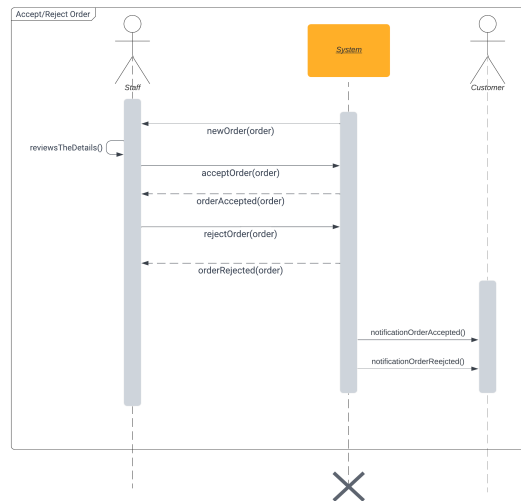 Accept/Reject Order
System
Staff
Customer
newOrder(order)
reviewsTheDetails()
acceptOrder(order)
orderAccepted(order)
rejectOrder(order)
orderRejected(order)
notificationOrderAccepted()
notificationOrderReejcted()